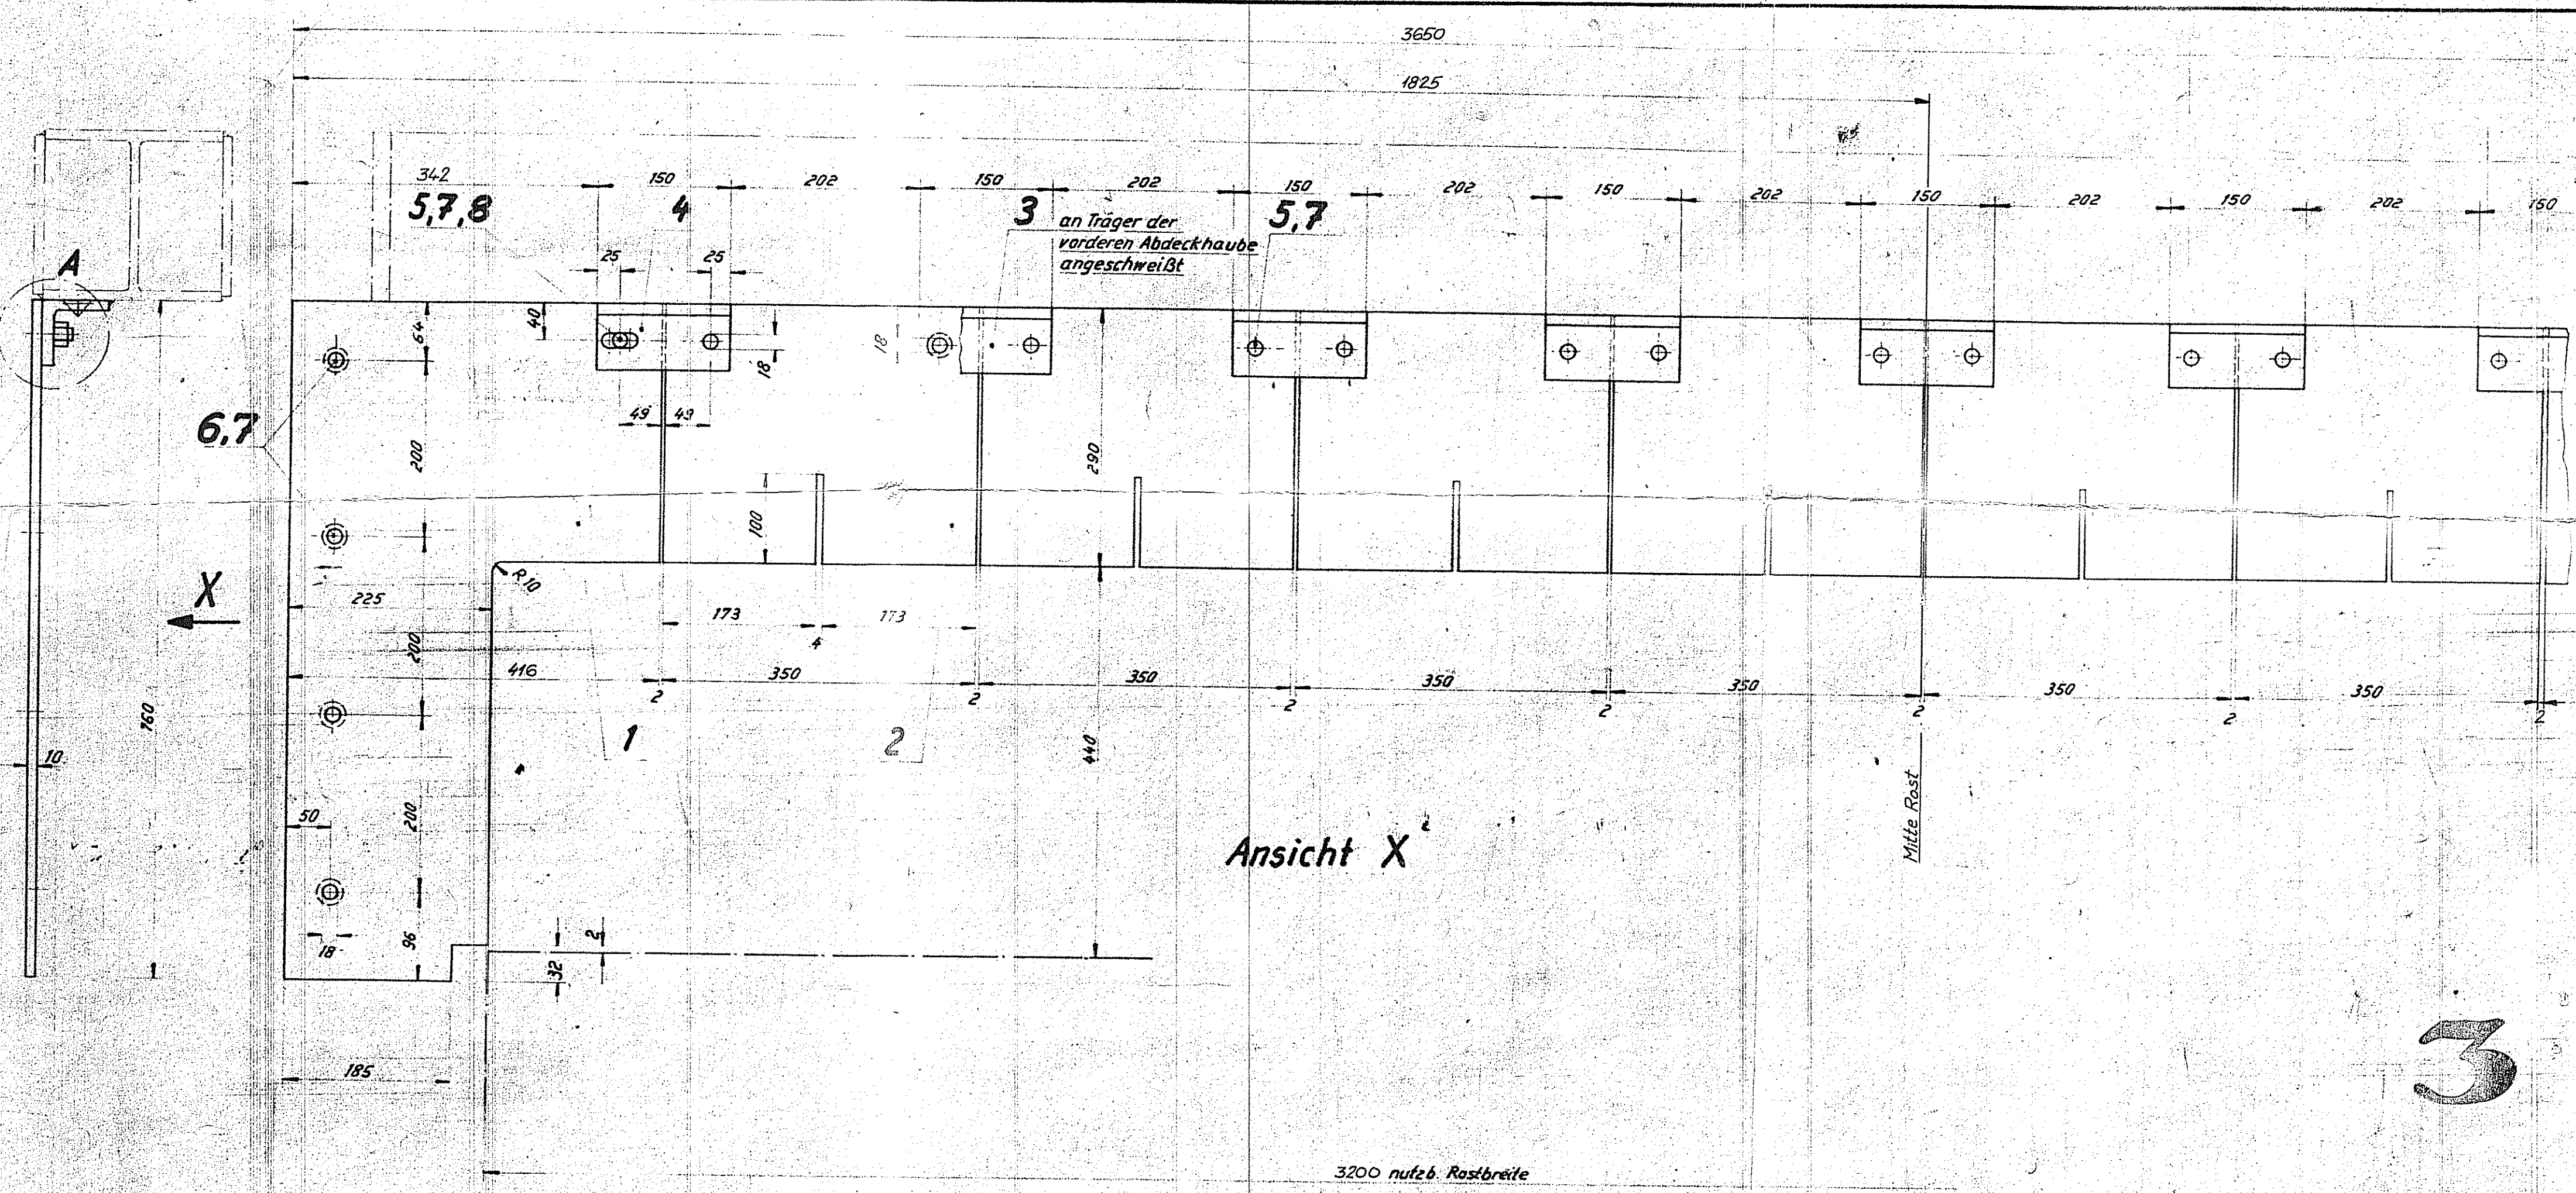 3650
1825
342 150 202 150 202 150 202 150 202 150 202 150 202 150
5,7,8 4 3 5,7
an Träger der
vorderen Abdeckhaube
angeschweißt
A
25 25
64 40 18 18
6,7
49 49
200 290
100
R10
X
225
173 4 173
200
416 350 350 350 350 350 350
2 2 2 2 2 2 2
760
1 2
440
10
50 200
Mitte Rost
Ansicht X
18 96 32 2
185
3
3200 nutzb. Rostbreite